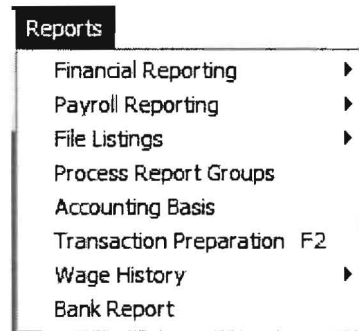 Reports
Financial Reporting
Payroll Reporting
File Listings
Process Report Groups
Accounting Basis
Transaction Preparation F2
Wage History
Bank Report